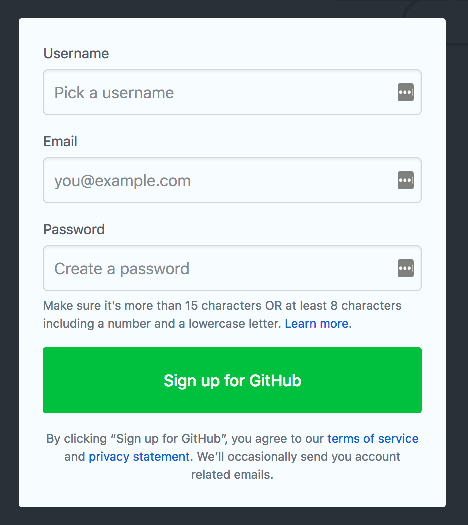 Username
Pick a username
Email
you@example.com
Password
Create a password
Make sure it's more than 15 characters OR at least 8 characters
including a number and a lowercase letter. Learn more.
Sign up for GitHub
By clicking “Sign up for GitHub”, you agree to our terms of service
and privacy statement. We’ll occasionally send you account
related emails.